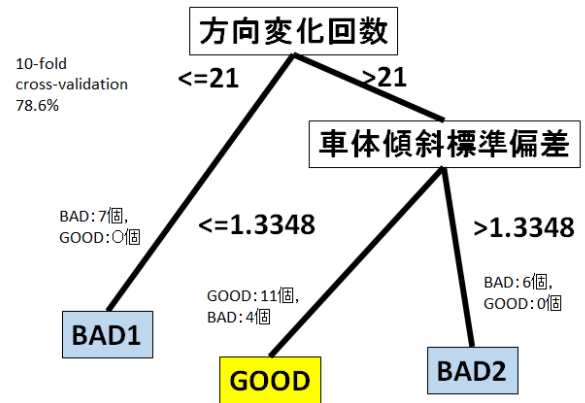 方向変化回数
10-fold
cross-validation
78.6%
<=21
>21
車体傾斜標準偏差
BAD:7個,
GOOD:〇個
<=1.3348
>1.3348
GOOD:11個,
BAD:4個
BAD:6個,
GOOD:0個
BAD1
GOOD
BAD2